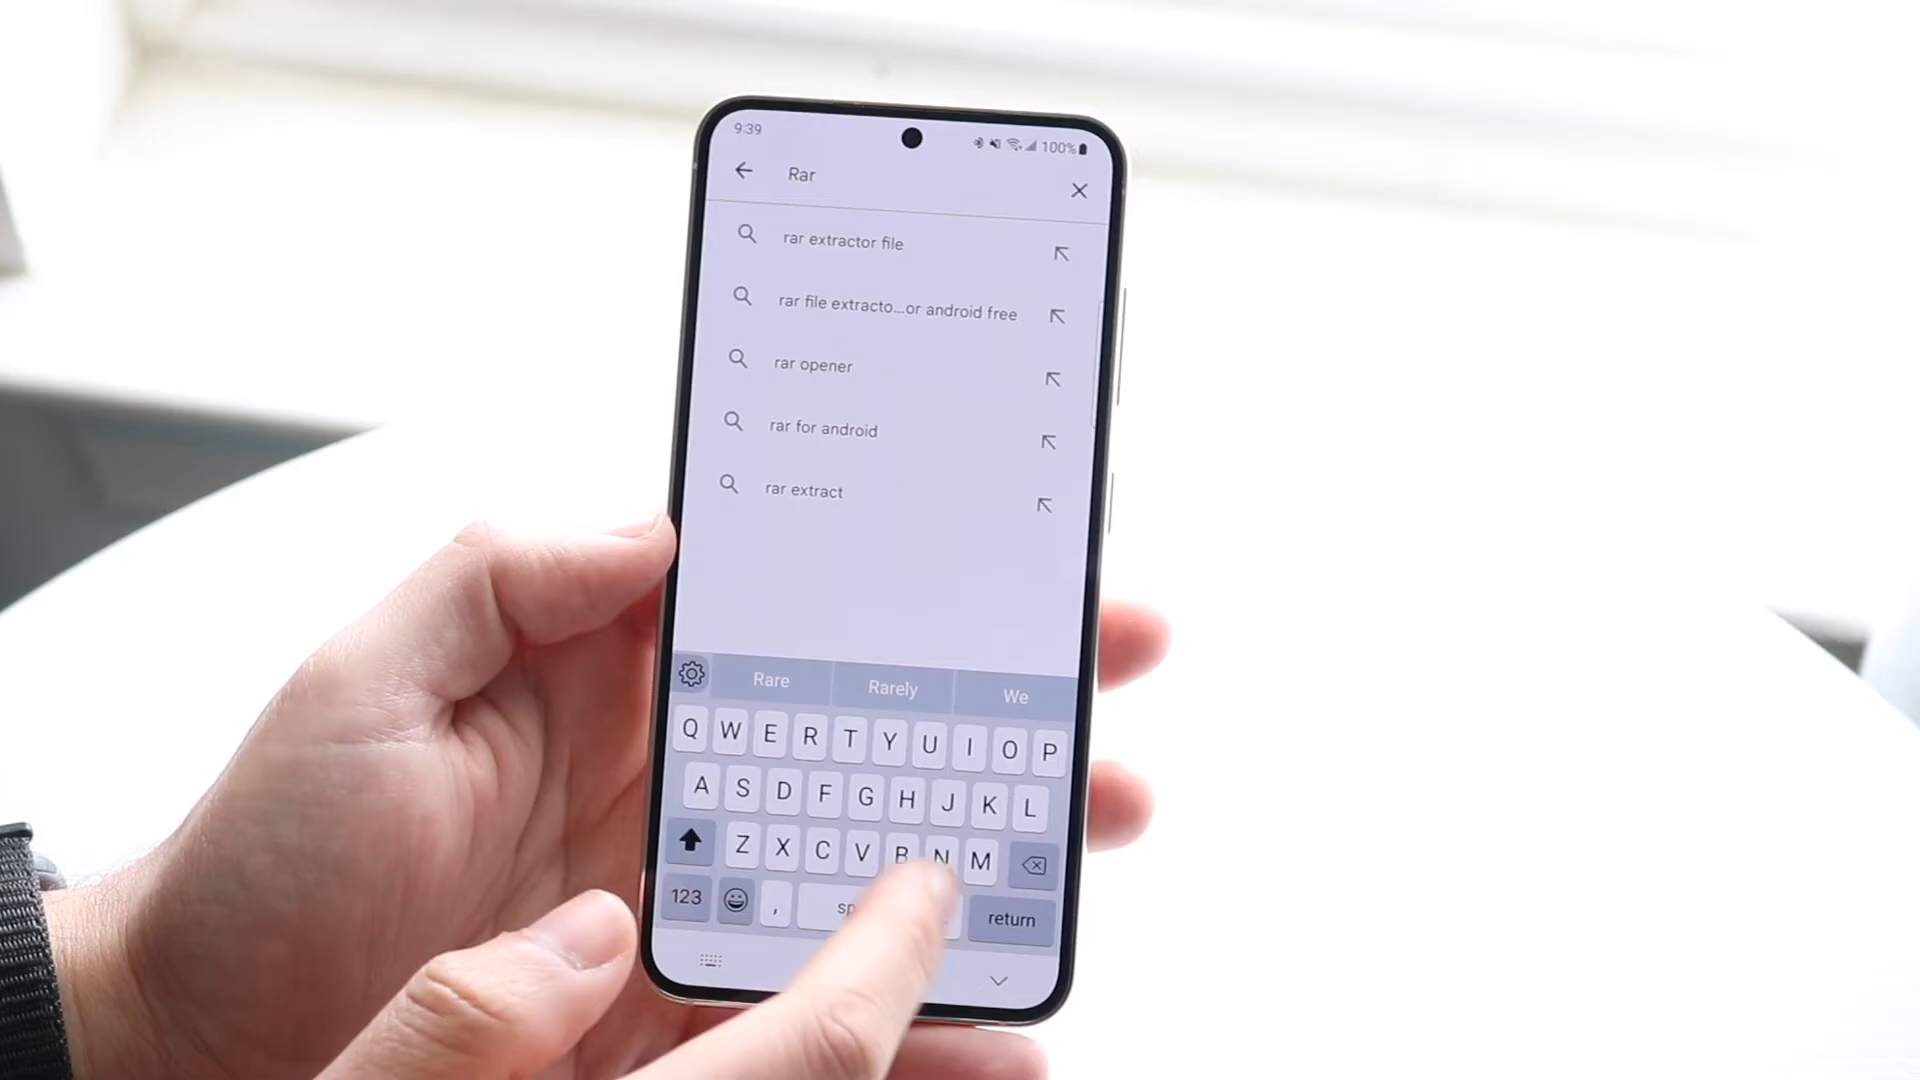 9:39
100%
Rar
rar extractor file
rar file extracto...or android free
rar opener
rar for android
rar extract
Rare Rarely We
Q W E R T Y U I O P
A S D F G H J K L
Z X C V B N M
123 , sp return